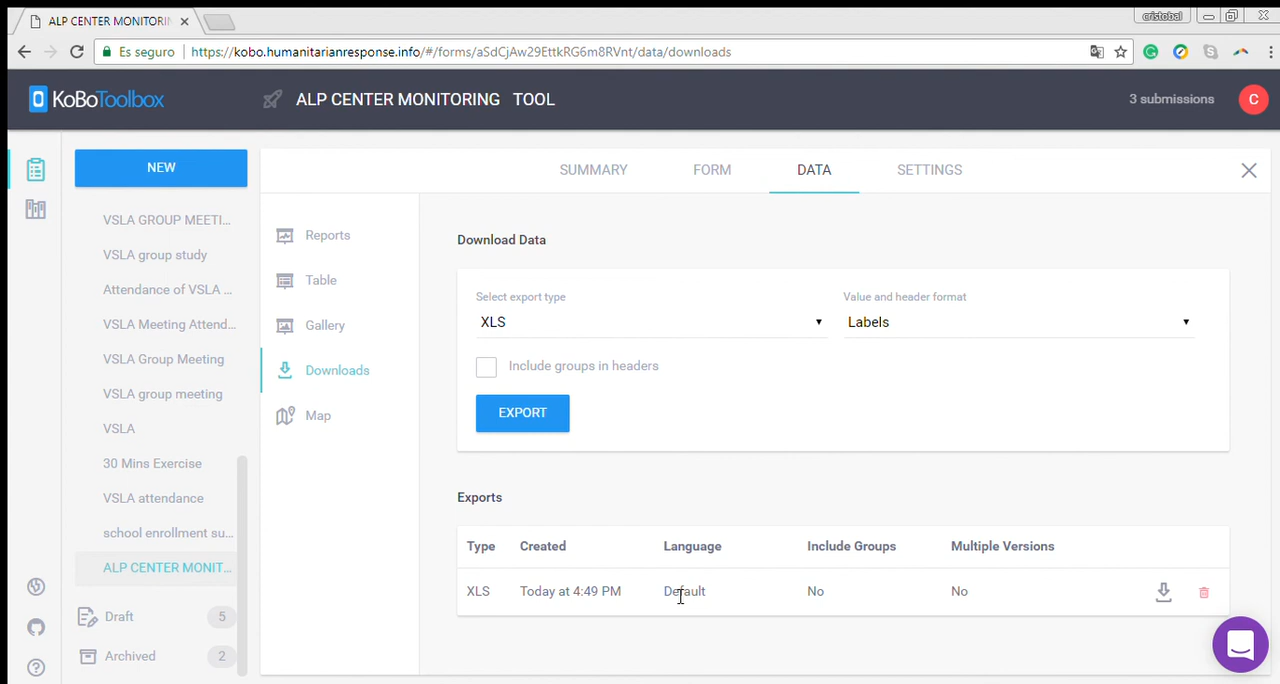 ALP CENTER MONITORIN
cristobal
Es seguro https://kobo.humanitarianresponse.info/#/forms/aSdCjAw29EttkRG6m8RVnt/data/downloads
KoBoToolbox
ALP CENTER MONITORING TOOL
3 submissions
C
NEW
SUMMARY
FORM
DATA
SETTINGS
VSLA GROUP MEETI...
VSLA group study
Attendance of VSLA ...
VSLA Meeting Attend...
VSLA Group Meeting
VSLA group meeting
VSLA
30 Mins Exercise
VSLA attendance
school enrollment su...
ALP CENTER MONIT...
Draft 5
Archived 2
Reports
Table
Gallery
Downloads
Map
Download Data
Select export type
XLS
Value and header format
Labels
Include groups in headers
EXPORT
Exports
Type Created Language Include Groups Multiple Versions
XLS Today at 4:49 PM Default No No